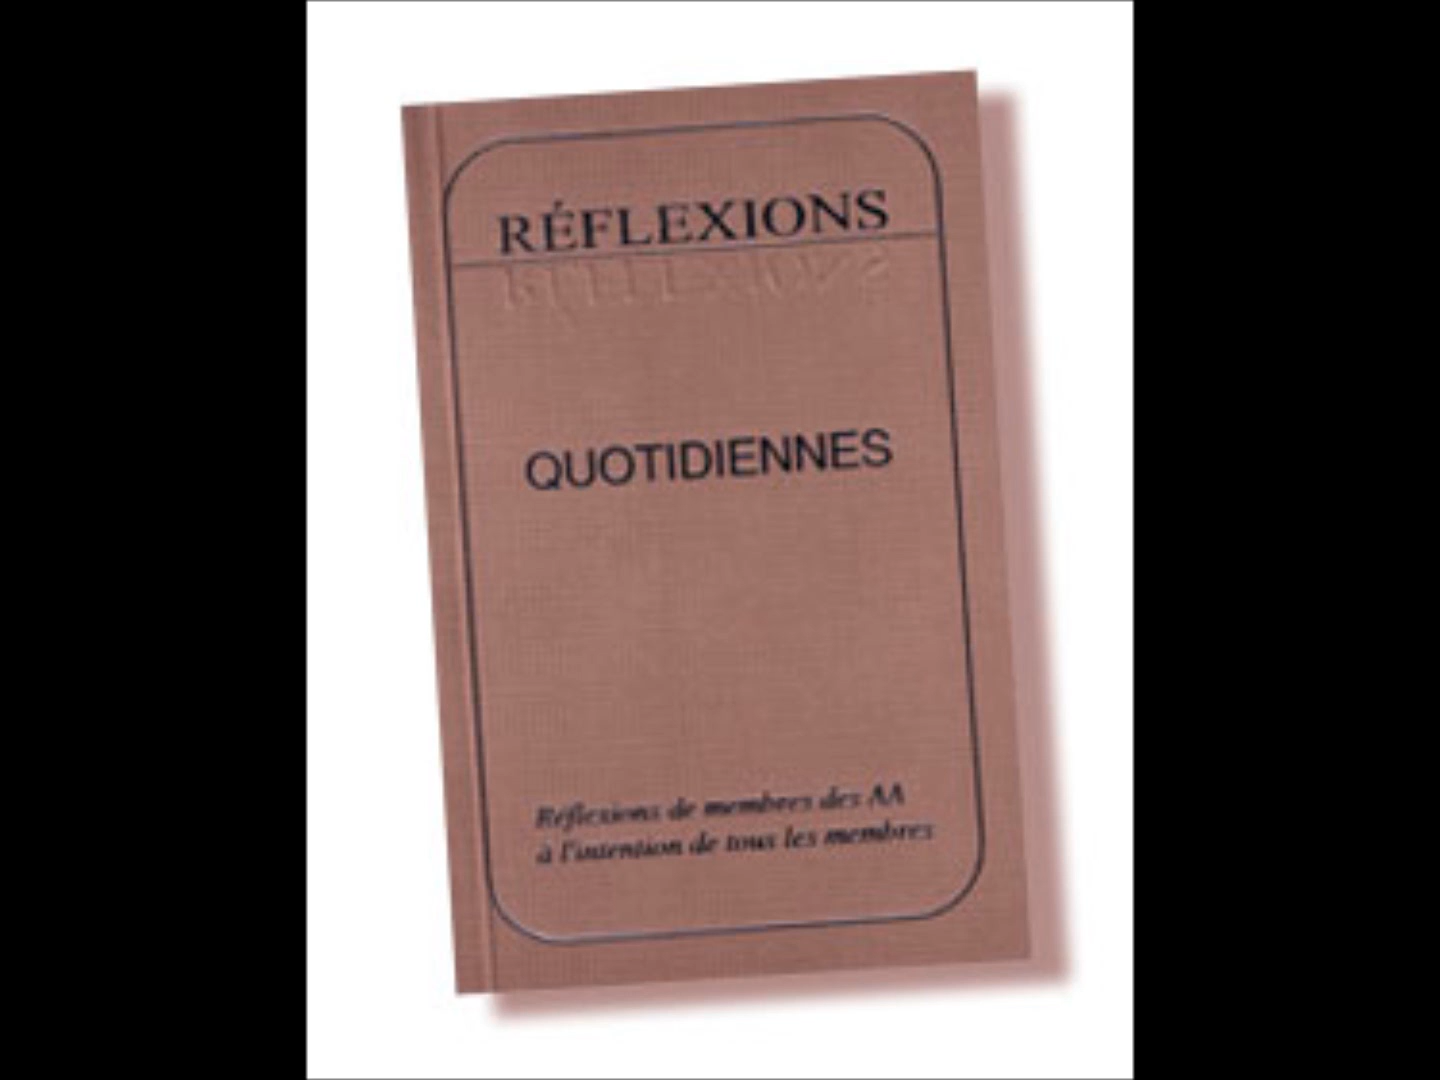 RÉFLEXIONS
QUOTIDIENNES
Réflexions de membres des AA
à l'intention de tous les membres